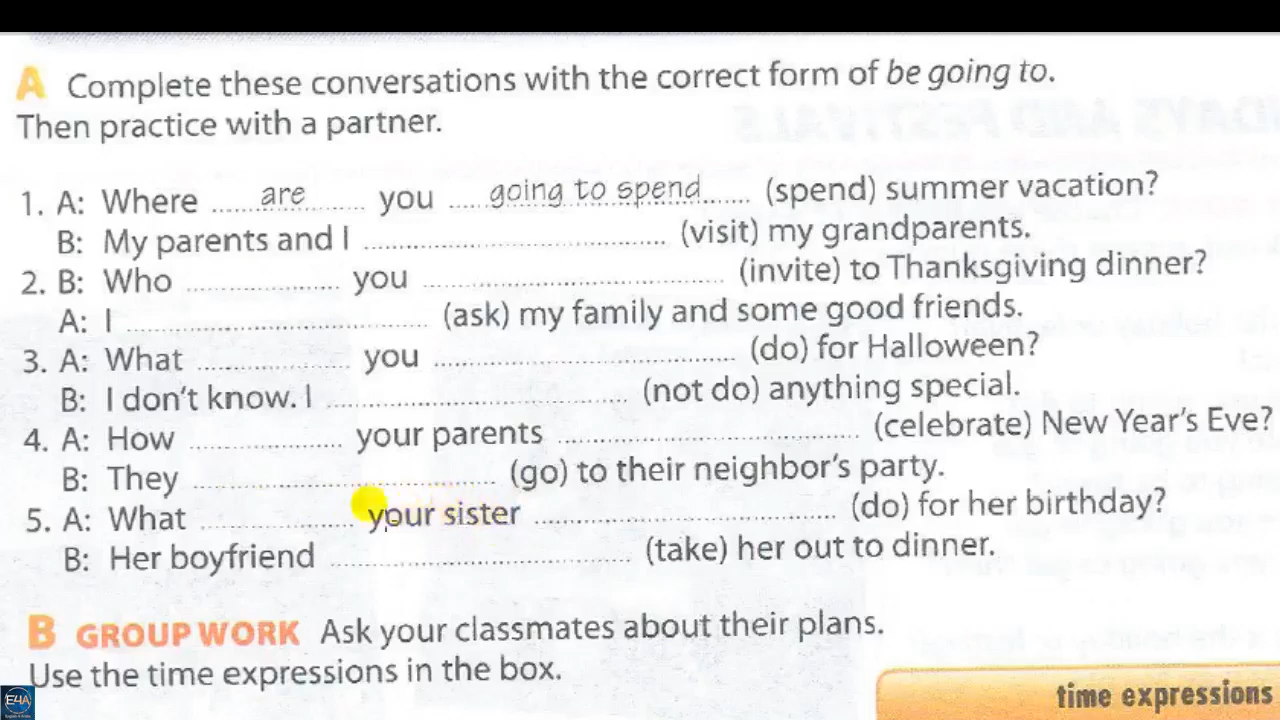 A Complete these conversations with the correct form of be going to.
Then practice with a partner.
1. A: Where ....are.... you ....going to spend.... (spend) summer vacation?
B: My parents and I .................... (visit) my grandparents.
2. B: Who .................... you .................... (invite) to Thanksgiving dinner?
A: I .................... (ask) my family and some good friends.
3. A: What .................... you .................... (do) for Halloween?
B: I don't know. I .................... (not do) anything special.
4. A: How .................... your parents .................... (celebrate) New Year's Eve?
B: They .................... (go) to their neighbor's party.
5. A: What .................... your sister .................... (do) for her birthday?
B: Her boyfriend .................... (take) her out to dinner.
B GROUP WORK Ask your classmates about their plans.
Use the time expressions in the box.
time expressions
E4A